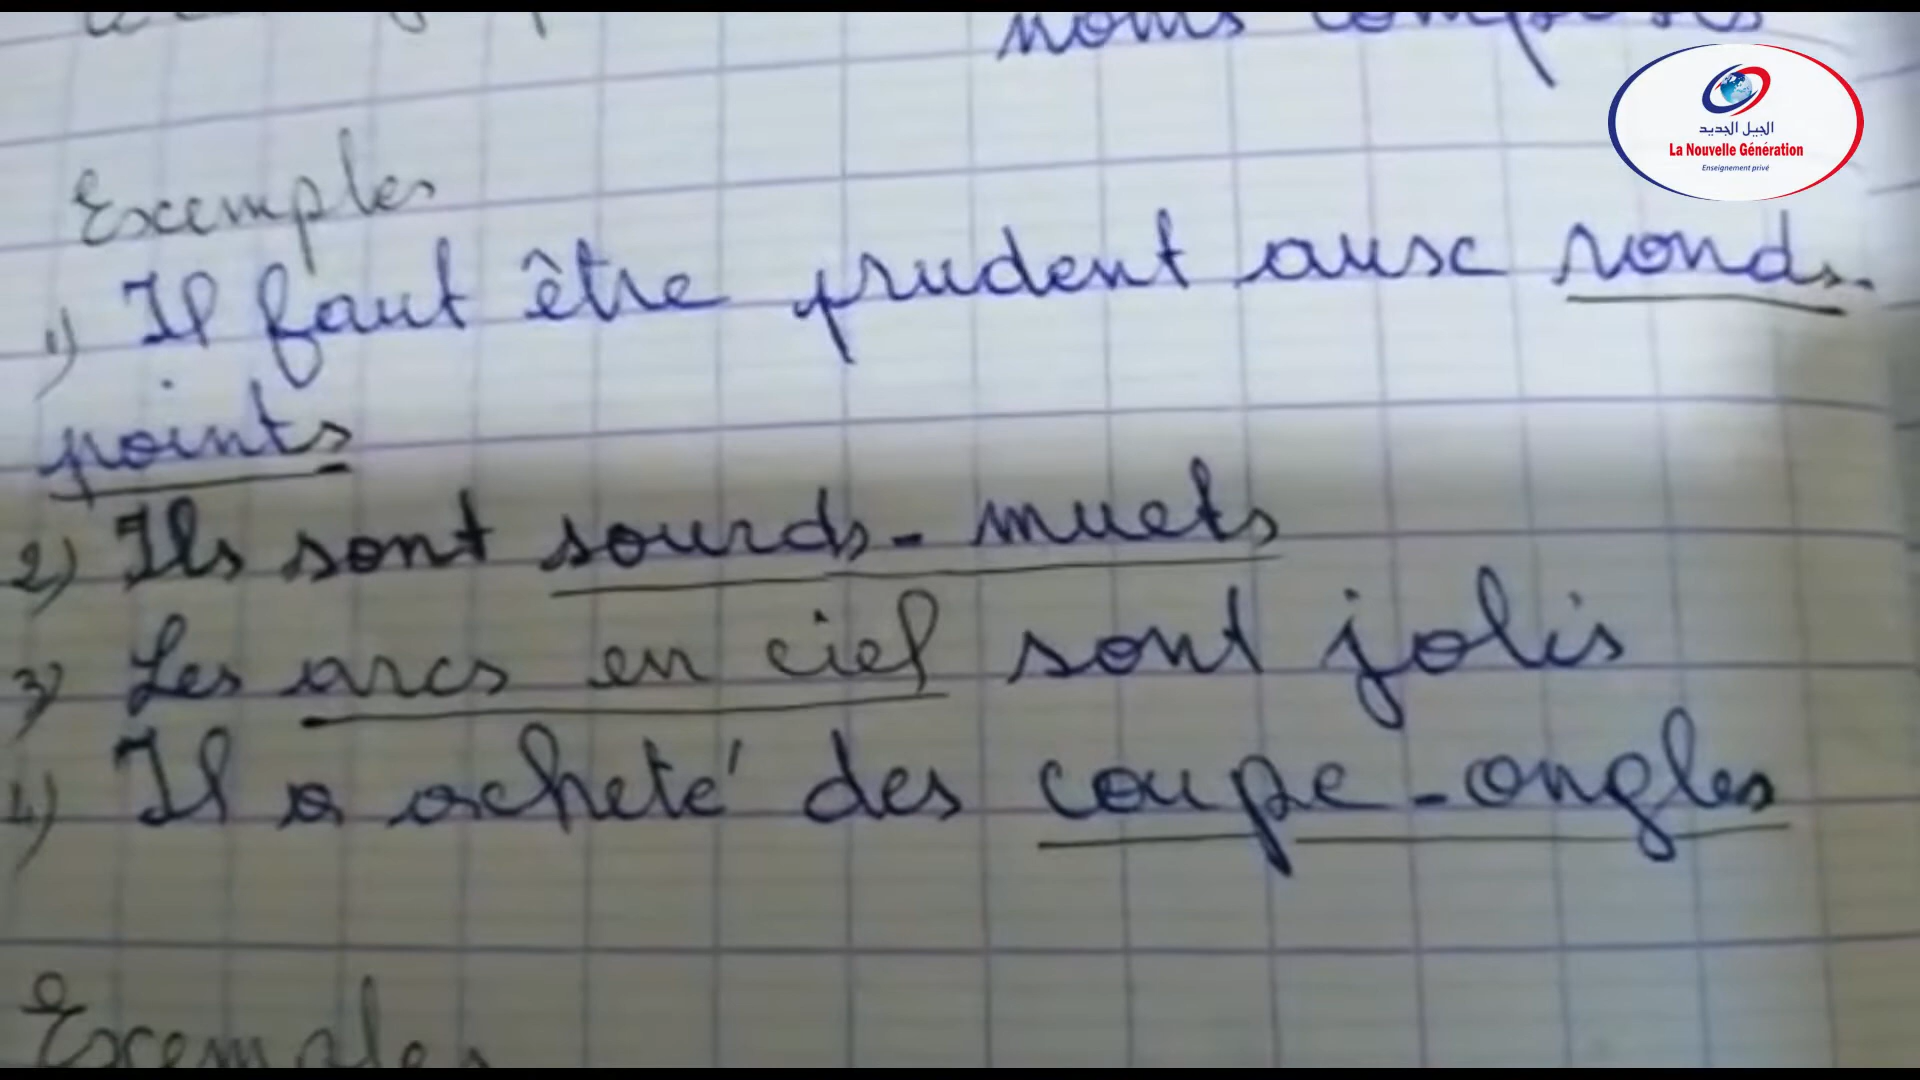 noms composés
الجيل الجديد
La Nouvelle Génération
Enseignement privé
Exemples
1) Il faut être prudent aux ronds-
points
2) Ils sont sourds-muets
3) Les arcs en ciel sont jolis
4) Il a acheté des coupe-ongles
Exemples